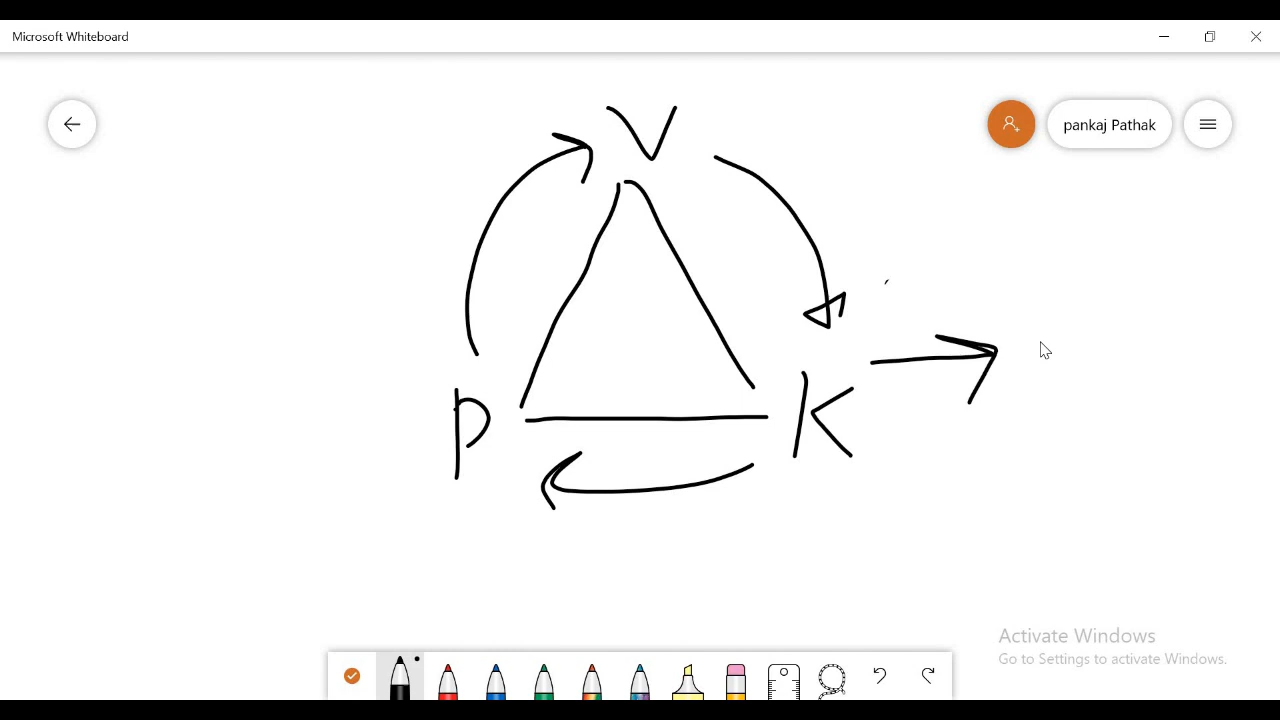 Microsoft Whiteboard
pankaj Pathak
V
P
K
Activate Windows
Go to Settings to activate Windows.